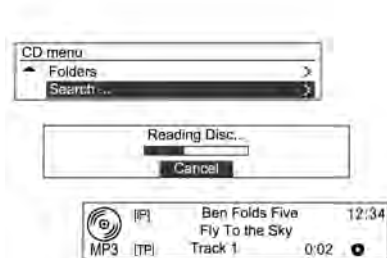 CD menu
Folders
Search ...
Reading Disc...
Cancel
[IP] Ben Folds Five 12:34
Fly To the Sky
MP3 [TP] Track 1 0:02